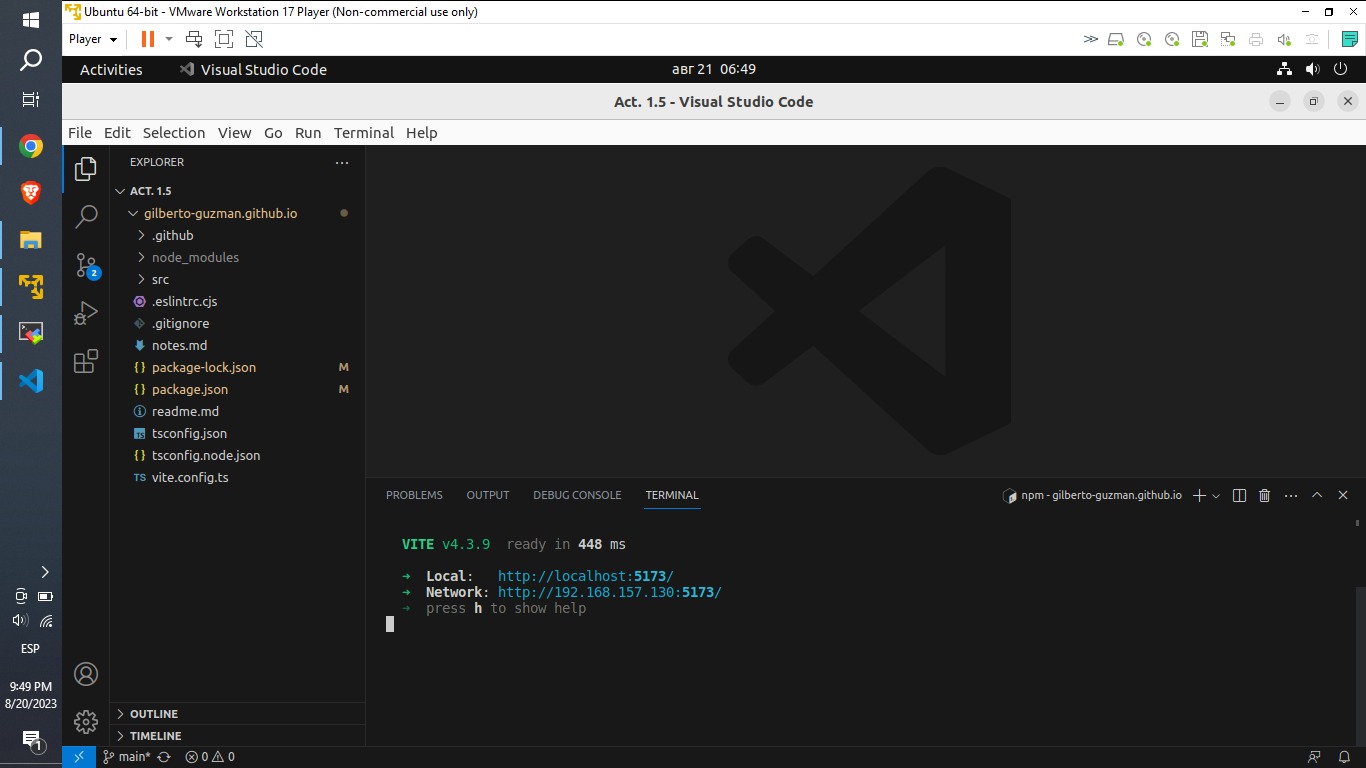 Ubuntu 64-bit - VMware Workstation 17 Player (Non-commercial use only)
Player
Activities Visual Studio Code авг 21 06:49
Act. 1.5 - Visual Studio Code
File Edit Selection View Go Run Terminal Help
EXPLORER
ACT. 1.5
gilberto-guzman.github.io
.github
node_modules
src
.eslintrc.cjs
.gitignore
notes.md
package-lock.json M
package.json M
readme.md
tsconfig.json
tsconfig.node.json
TS vite.config.ts
OUTLINE
TIMELINE
2
PROBLEMS OUTPUT DEBUG CONSOLE TERMINAL npm - gilberto-guzman.github.io
VITE v4.3.9 ready in 448 ms
➜ Local: http://localhost:5173/
➜ Network: http://192.168.157.130:5173/
➜ press h to show help
main* 0 0
ESP
9:49 PM
8/20/2023
1